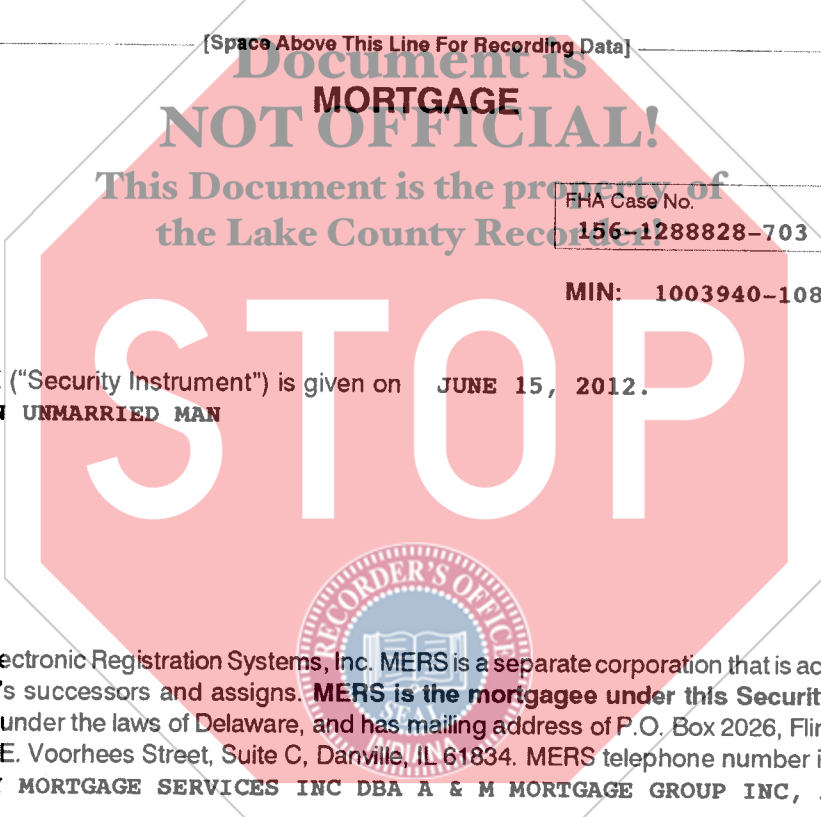 [Space Above This Line For Recording Data]
Document is
MORTGAGE
NOT OFFICIAL!
This Document is the property of
the Lake County Recorder!
FHA Case No.
156-1288828-703
MIN: 1003940-108
STOP
("Security Instrument") is given on JUNE 15, 2012.
UNMARRIED MAN
RECORDER'S OFFICE
SEAL
INDIANA
ectronic Registration Systems, Inc. MERS is a separate corporation that is ac
's successors and assigns. MERS is the mortgagee under this Securit
under the laws of Delaware, and has mailing address of P.O. Box 2026, Flin
E. Voorhees Street, Suite C, Danville, IL 61834. MERS telephone number i
MORTGAGE SERVICES INC DBA A & M MORTGAGE GROUP INC,